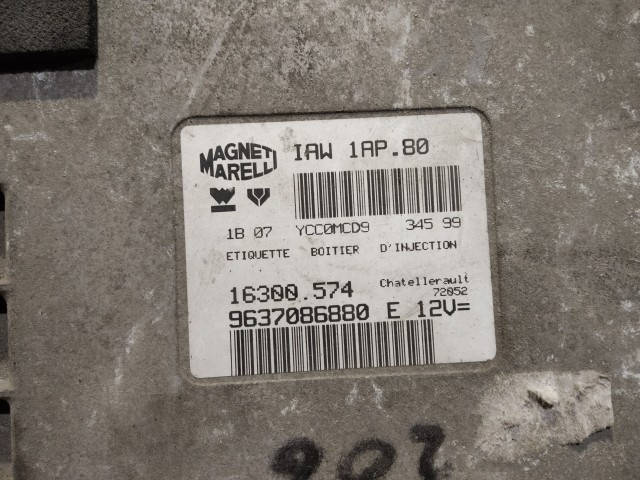 MAGNETI
MARELLI
IAW 1AP.80
1B 07 YCC0MCD9 345 99
ETIQUETTE BOITIER D'INJECTION
16300.574 Chatellerault
72052
9637086880 E 12V=
206